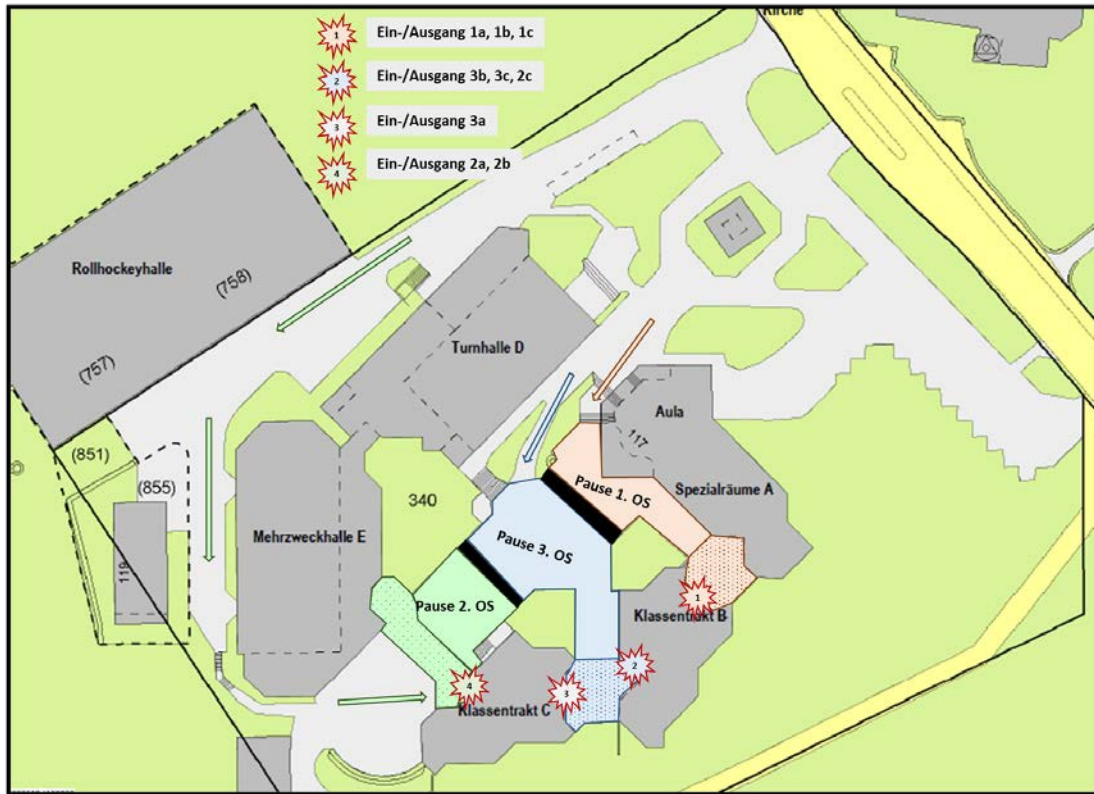 Kirche
1
Ein-/Ausgang 1a, 1b, 1c
2
Ein-/Ausgang 3b, 3c, 2c
3
Ein-/Ausgang 3a
4
Ein-/Ausgang 2a, 2b
Rollhockeyhalle
(758)
(757)
Turnhalle D
Aula
117
(851)
(855)
340
Pause 1. OS
Spezialräume A
Mehrzweckhalle E
Pause 3. OS
119
Pause 2. OS
1
Klassentrakt B
2
4
3
Klassentrakt C